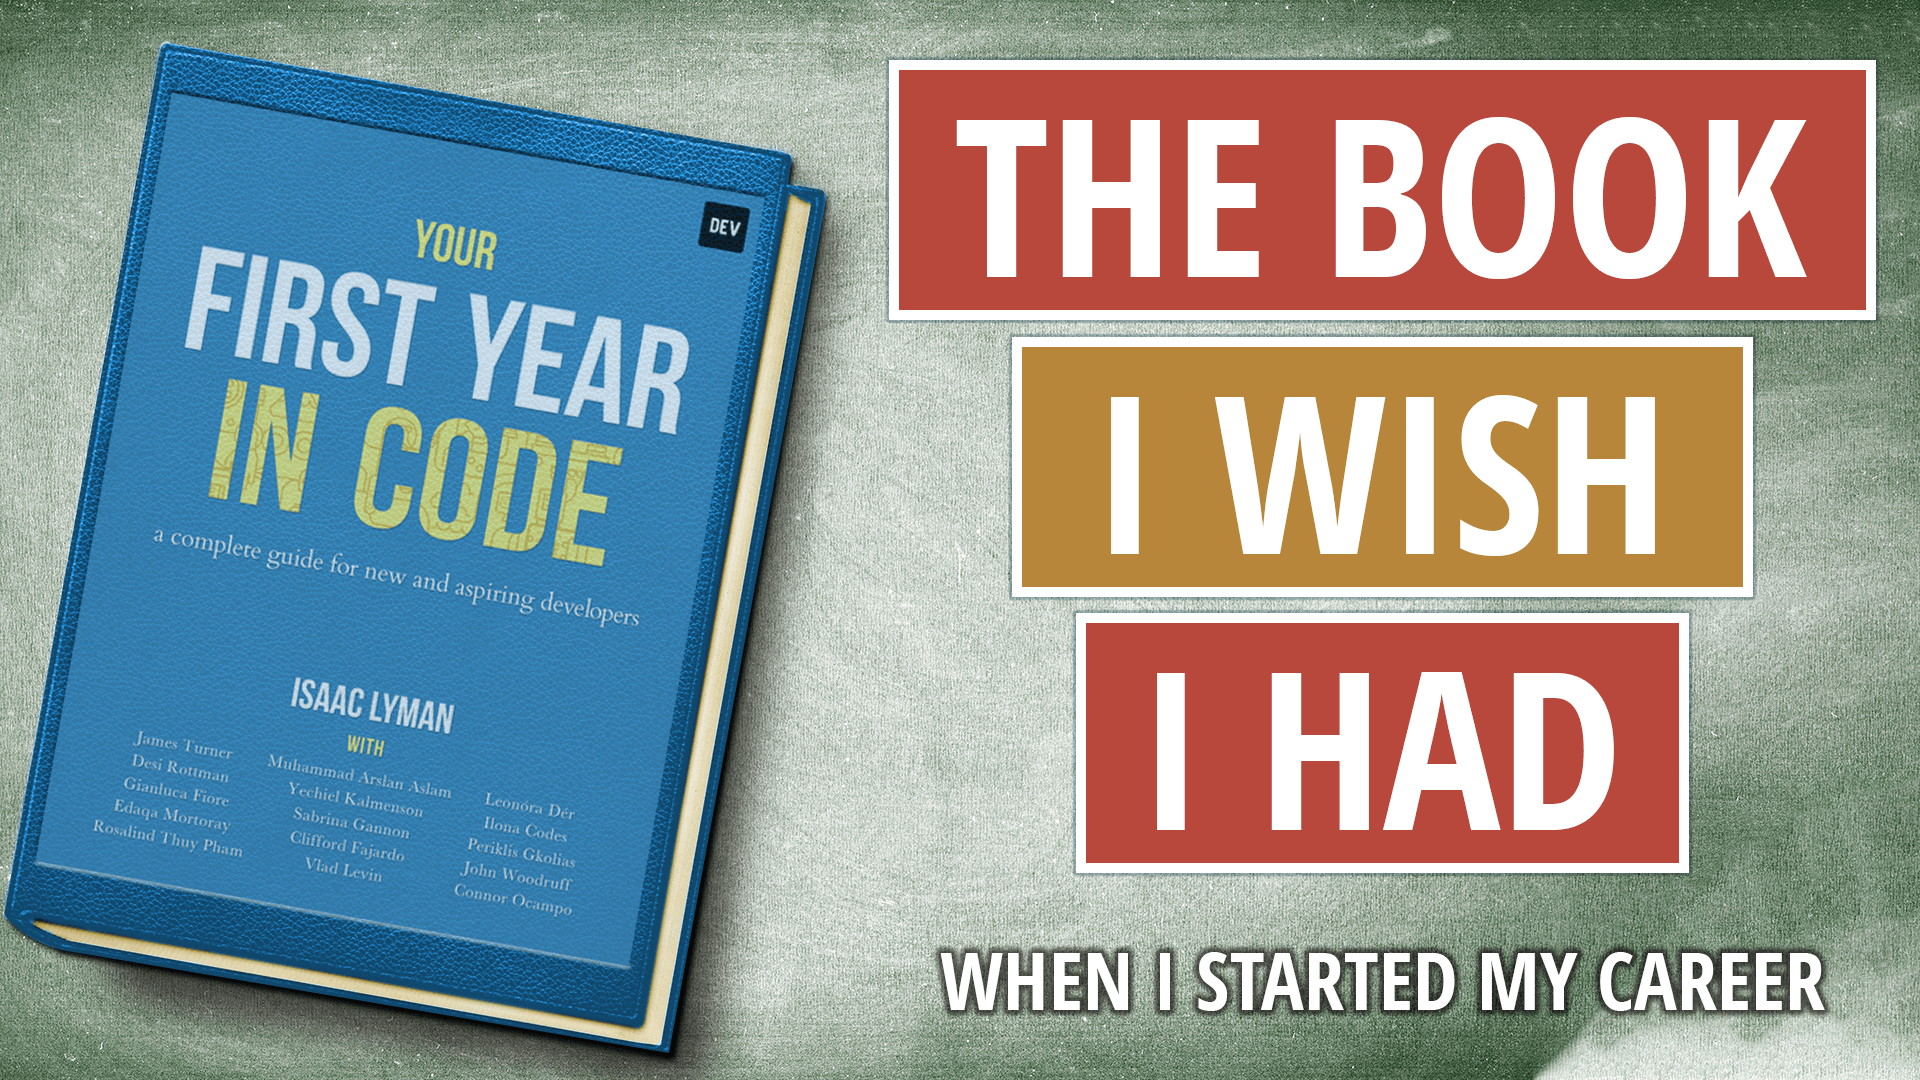 DEV
YOUR
FIRST YEAR
IN CODE
a complete guide for new and aspiring developers
ISAAC LYMAN
WITH
James Turner
Desi Rottman
Gianluca Fiore
Edaqa Mortoray
Rosalind Thuy Pham
Muhammad Arslan Aslam
Yechiel Kalmenson
Sabrina Gannon
Clifford Fajardo
Vlad Levin
Leonóra Dér
Ilona Codes
Periklis Gkolias
John Woodruff
Connor Ocampo
THE BOOK
I WISH
I HAD
WHEN I STARTED MY CAREER